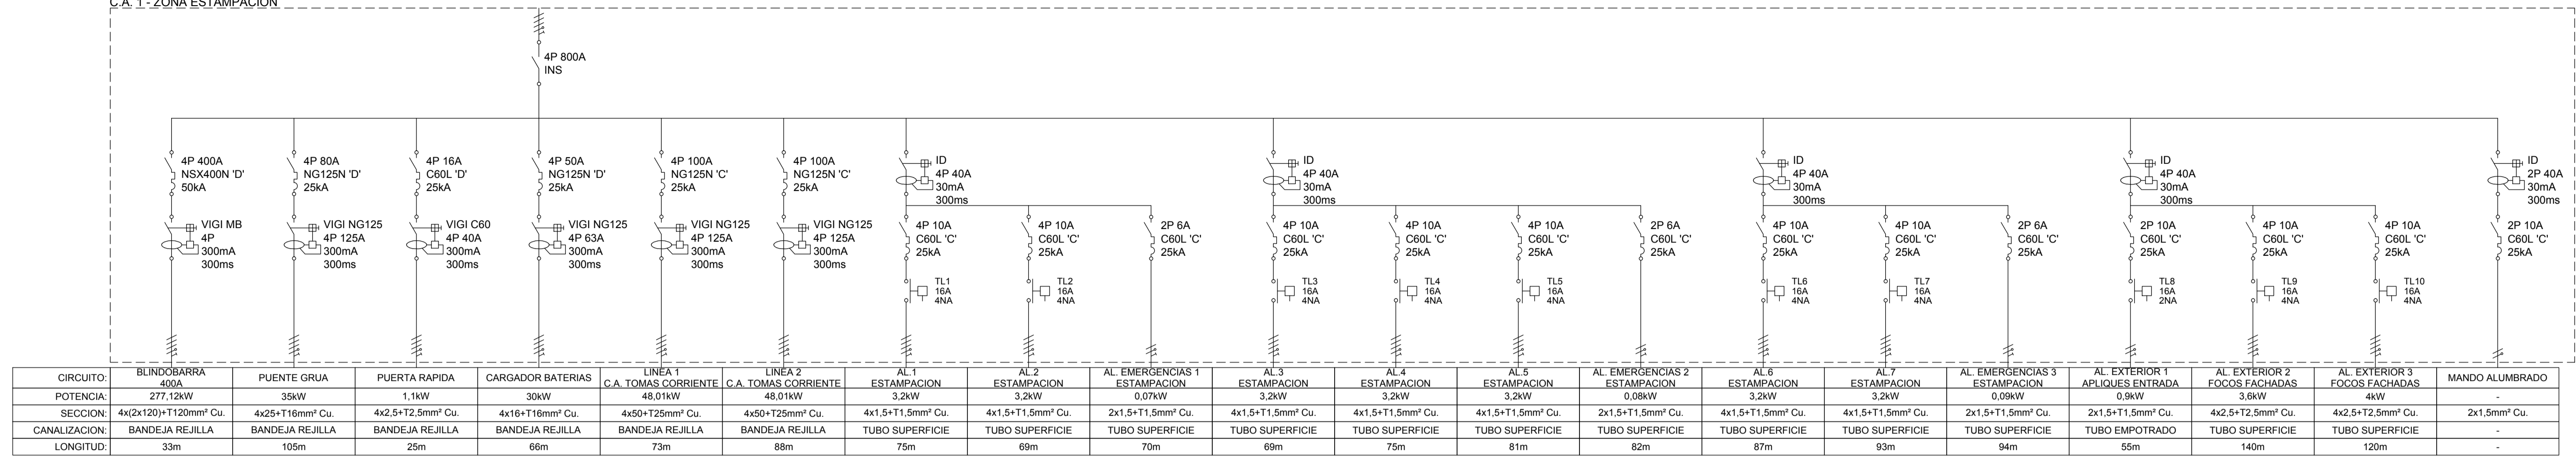 C.A. 1 - ZONA ESTAMPACION
4P 800A
INS
4P 400A
NSX400N 'D'
50kA
4P 80A
NG125N 'D'
25kA
4P 16A
C60L 'D'
25kA
4P 50A
NG125N 'D'
25kA
4P 100A
NG125N 'C'
25kA
4P 100A
NG125N 'C'
25kA
ID
4P 40A
30mA
300ms
ID
4P 40A
30mA
300ms
ID
4P 40A
30mA
300ms
ID
4P 40A
30mA
300ms
ID
2P 40A
30mA
300ms
VIGI MB
4P
300mA
300ms
VIGI NG125
4P 125A
300mA
300ms
VIGI C60
4P 40A
300mA
300ms
VIGI NG125
4P 63A
300mA
300ms
VIGI NG125
4P 125A
300mA
300ms
VIGI NG125
4P 125A
300mA
300ms
4P 10A
C60L 'C'
25kA
4P 10A
C60L 'C'
25kA
2P 6A
C60L 'C'
25kA
4P 10A
C60L 'C'
25kA
4P 10A
C60L 'C'
25kA
4P 10A
C60L 'C'
25kA
2P 6A
C60L 'C'
25kA
4P 10A
C60L 'C'
25kA
4P 10A
C60L 'C'
25kA
2P 6A
C60L 'C'
25kA
2P 10A
C60L 'C'
25kA
4P 10A
C60L 'C'
25kA
4P 10A
C60L 'C'
25kA
2P 10A
C60L 'C'
25kA
TL1
16A
4NA
TL2
16A
4NA
TL3
16A
4NA
TL4
16A
4NA
TL5
16A
4NA
TL6
16A
4NA
TL7
16A
4NA
TL8
16A
2NA
TL9
16A
4NA
TL10
16A
4NA
CIRCUITO:
BLINDOBARRA
400A
PUENTE GRUA
PUERTA RAPIDA
CARGADOR BATERIAS
LINEA 1
C.A. TOMAS CORRIENTE
LINEA 2
C.A. TOMAS CORRIENTE
AL.1
ESTAMPACION
AL.2
ESTAMPACION
AL. EMERGENCIAS 1
ESTAMPACION
AL.3
ESTAMPACION
AL.4
ESTAMPACION
AL.5
ESTAMPACION
AL. EMERGENCIAS 2
ESTAMPACION
AL.6
ESTAMPACION
AL.7
ESTAMPACION
AL. EMERGENCIAS 3
ESTAMPACION
AL. EXTERIOR 1
APLIQUES ENTRADA
AL. EXTERIOR 2
FOCOS FACHADAS
AL. EXTERIOR 3
FOCOS FACHADAS
MANDO ALUMBRADO
POTENCIA: 277,12kW 35kW 1,1kW 30kW 48,01kW 48,01kW 3,2kW 3,2kW 0,07kW 3,2kW 3,2kW 3,2kW 0,08kW 3,2kW 3,2kW 0,09kW 0,9kW 3,6kW 4kW -
SECCION: 4x(2x120)+T120mm² Cu. 4x25+T16mm² Cu. 4x2,5+T2,5mm² Cu. 4x16+T16mm² Cu. 4x50+T25mm² Cu. 4x50+T25mm² Cu. 4x1,5+T1,5mm² Cu. 4x1,5+T1,5mm² Cu. 2x1,5+T1,5mm² Cu. 4x1,5+T1,5mm² Cu. 4x1,5+T1,5mm² Cu. 4x1,5+T1,5mm² Cu. 2x1,5+T1,5mm² Cu. 4x1,5+T1,5mm² Cu. 4x1,5+T1,5mm² Cu. 2x1,5+T1,5mm² Cu. 2x1,5+T1,5mm² Cu. 4x2,5+T2,5mm² Cu. 4x2,5+T2,5mm² Cu. 2x1,5mm² Cu.
CANALIZACION: BANDEJA REJILLA BANDEJA REJILLA BANDEJA REJILLA BANDEJA REJILLA BANDEJA REJILLA BANDEJA REJILLA TUBO SUPERFICIE TUBO SUPERFICIE TUBO SUPERFICIE TUBO SUPERFICIE TUBO SUPERFICIE TUBO SUPERFICIE TUBO SUPERFICIE TUBO SUPERFICIE TUBO SUPERFICIE TUBO SUPERFICIE TUBO EMPOTRADO TUBO SUPERFICIE TUBO SUPERFICIE -
LONGITUD: 33m 105m 25m 66m 73m 88m 75m 69m 70m 69m 75m 81m 82m 87m 93m 94m 55m 140m 120m -